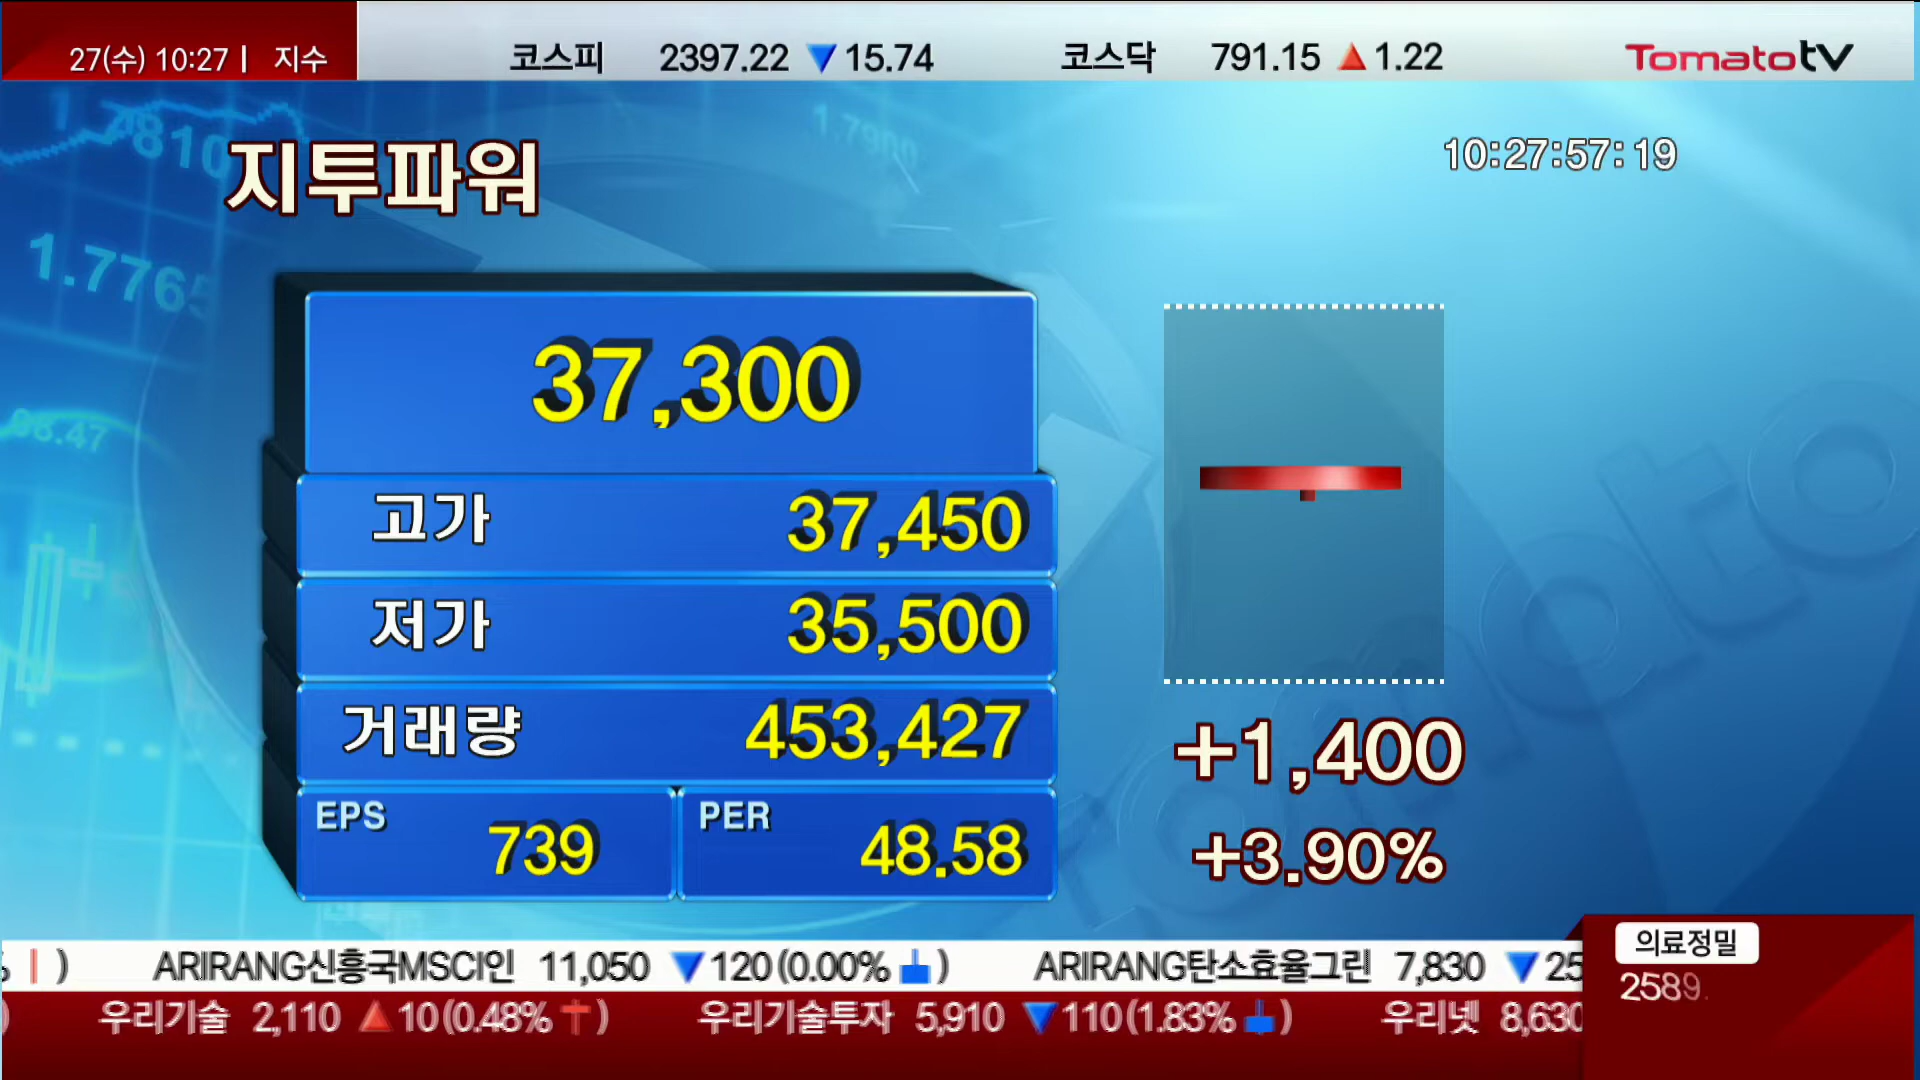 27(수) 10:27 | 지수 코스피 2397.22 ▼ 15.74 코스닥 791.15 ▲ 1.22 Tomatotv
지투파워
10:27:57:19
37,300
고가 37,450
저가 35,500
거래량 453,427
EPS 739 PER 48.58
+1,400
+3.90%
ARIRANG신흥국MSCI인 11,050 ▼120(0.00% ) ARIRANG탄소효율그린 7,830 ▼25
우리기술 2,110 ▲10(0.48% ) 우리기술투자 5,910 ▼110(1.83% ) 우리넷 8,630
의료정밀
2589